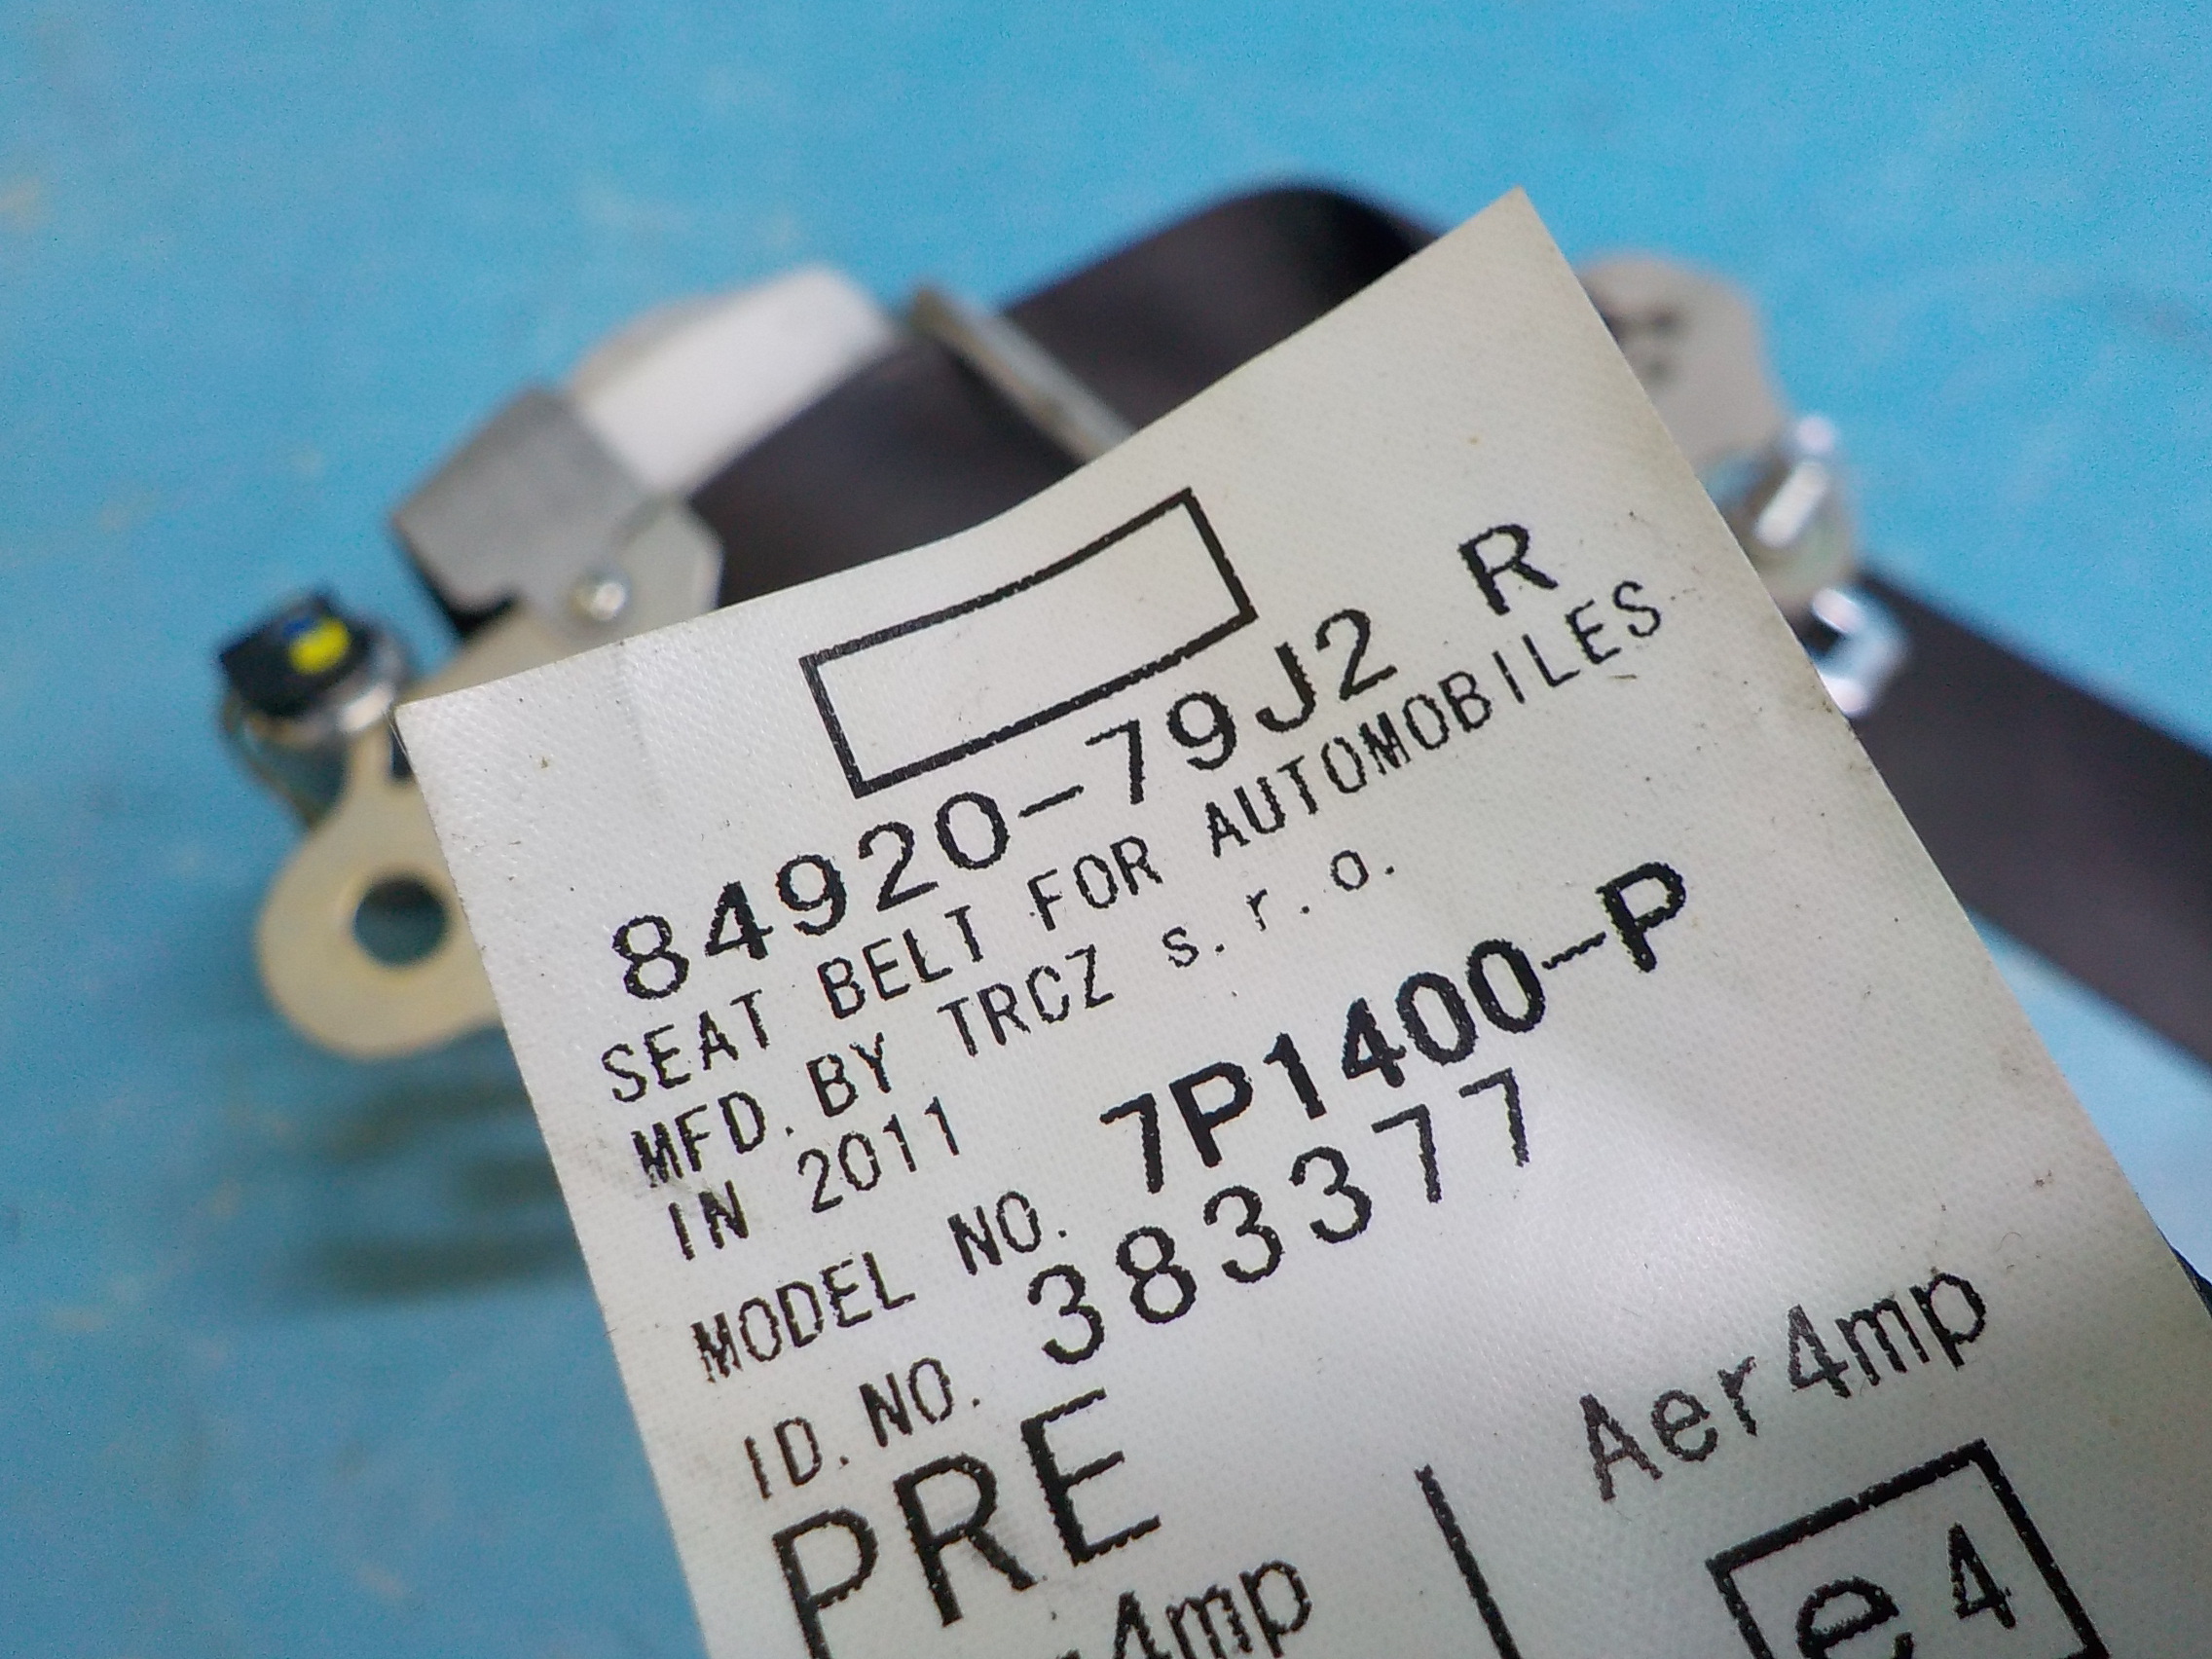 84920-79J2 R
SEAT BELT FOR AUTOMOBILES
MFD. BY TRCZ s. r. o.
IN 2011
MODEL NO. 7P1400-P
ID. NO. 383377
PRE
Aer4mp
r4mp
e4